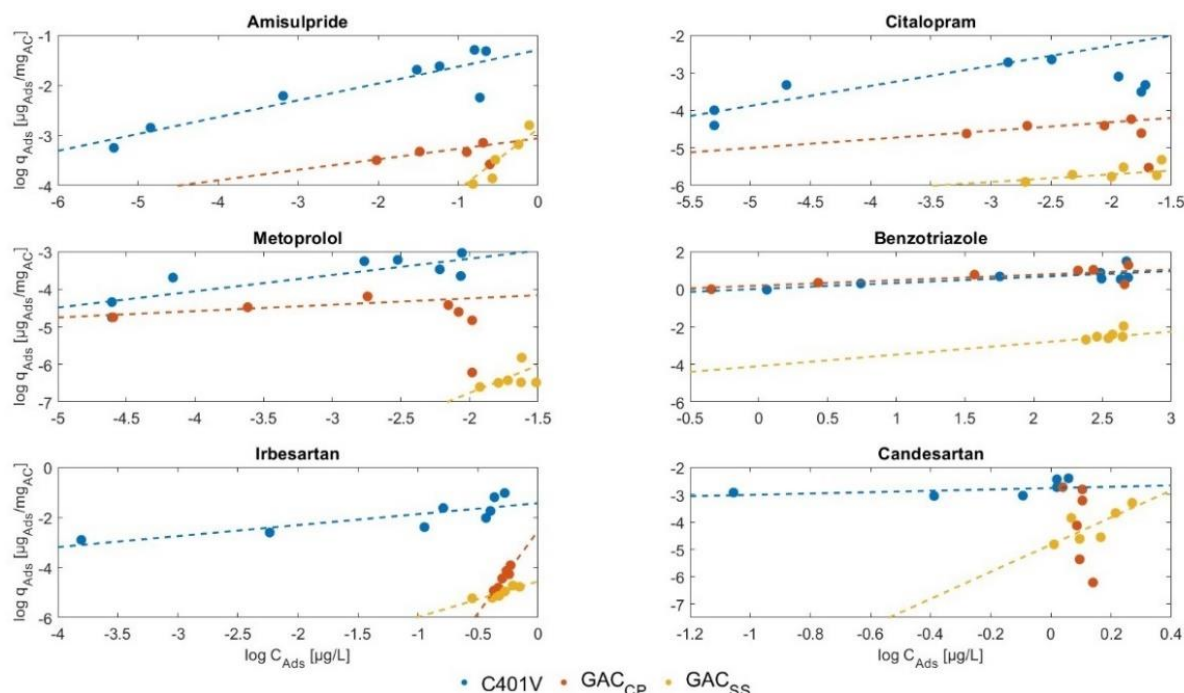 Amisulpride
log q_Ads [µg_Ads/mg_AC]
-1
-2
-3
-4
-6 -5 -4 -3 -2 -1 0
Citalopram
-2
-3
-4
-5
-6
-5.5 -5 -4.5 -4 -3.5 -3 -2.5 -2 -1.5
Metoprolol
log q_Ads [µg_Ads/mg_AC]
-3
-4
-5
-6
-7
-5 -4.5 -4 -3.5 -3 -2.5 -2 -1.5
Benzotriazole
2
0
-2
-4
-6
-0.5 0 0.5 1 1.5 2 2.5 3
Irbesartan
log q_Ads [µg_Ads/mg_AC]
0
-2
-4
-6
-4 -3.5 -3 -2.5 -2 -1.5 -1 -0.5 0
log C_Ads [µg/L]
Candesartan
-2
-3
-4
-5
-6
-7
-1.2 -1 -0.8 -0.6 -0.4 -0.2 0 0.2 0.4
log C_Ads [µg/L]
C401V GAC_CP GAC_SS